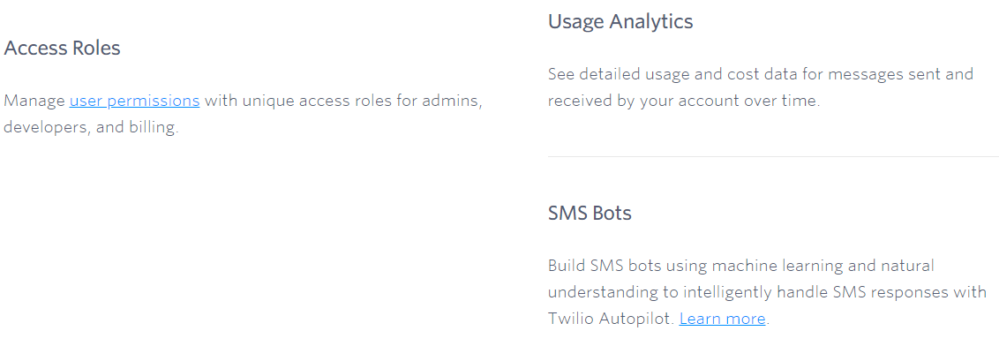 Access Roles
Manage user permissions with unique access roles for admins,
developers, and billing.
Usage Analytics
See detailed usage and cost data for messages sent and
received by your account over time.
SMS Bots
Build SMS bots using machine learning and natural
understanding to intelligently handle SMS responses with
Twilio Autopilot. Learn more.